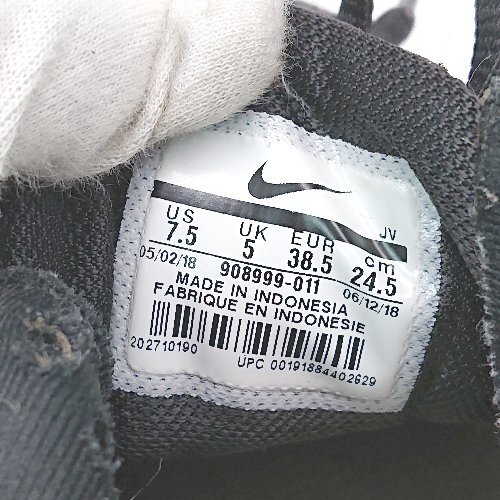 JV
US UK EUR cm
7.5 5 38.5 24.5
05/02/18 908999-011 06/12/18
MADE IN INDONESIA
FABRIQUE EN INDONESIE
202710190
UPC 00191884402629